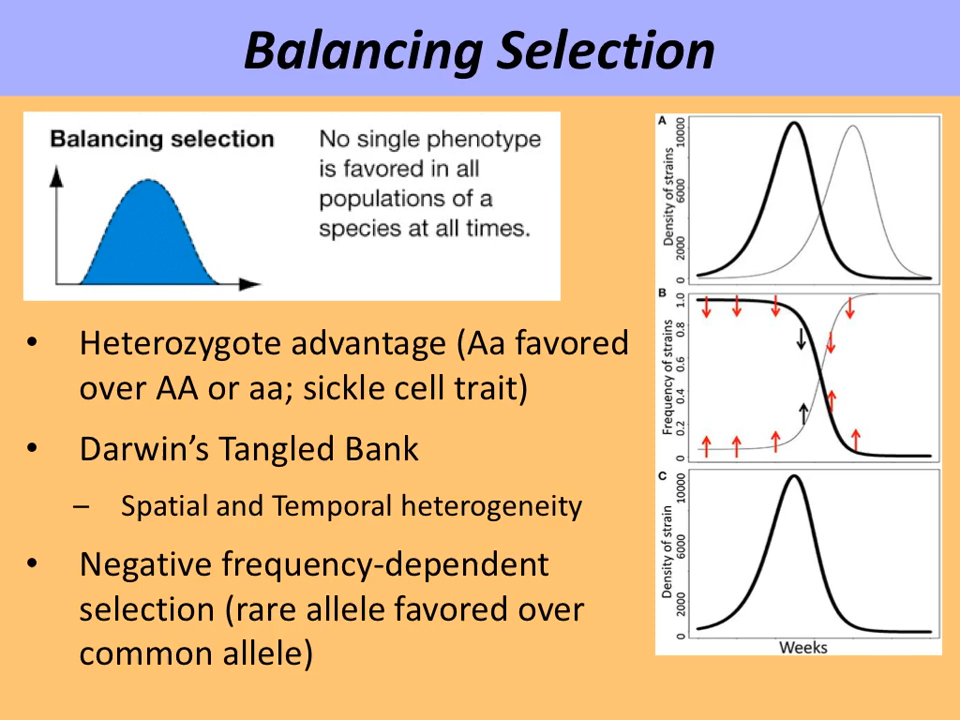 Balancing Selection
Balancing selection
No single phenotype
is favored in all
populations of a
species at all times.
• Heterozygote advantage (Aa favored
over AA or aa; sickle cell trait)
• Darwin’s Tangled Bank
– Spatial and Temporal heterogeneity
• Negative frequency-dependent
selection (rare allele favored over
common allele)
A
Density of strains
10000
6000
2000
0
B
Frequency of strains
1.0
0.8
0.6
0.4
0.2
0
C
Density of strain
10000
6000
2000
0
Weeks